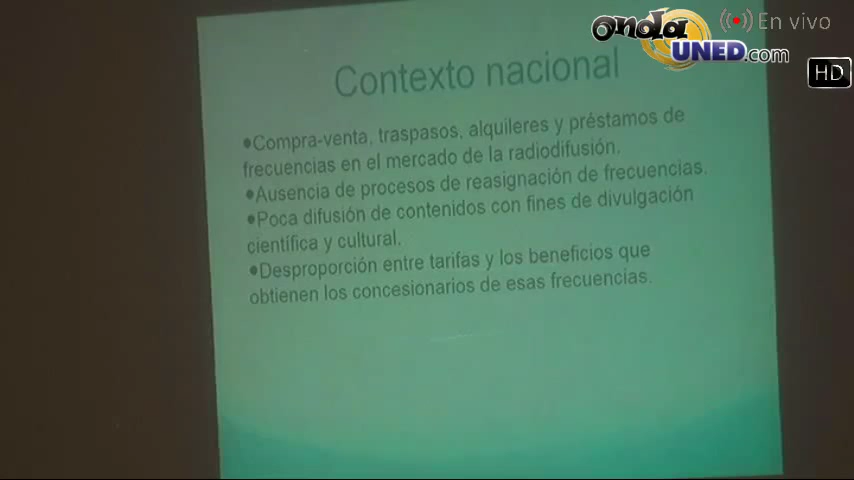 onda
UNED.com
En vivo
HD
Contexto nacional
•Compra-venta, traspasos, alquileres y préstamos de
frecuencias en el mercado de la radiodifusión.
•Ausencia de procesos de reasignación de frecuencias.
•Poca difusión de contenidos con fines de divulgación
científica y cultural.
•Desproporción entre tarifas y los beneficios que
obtienen los concesionarios de esas frecuencias.